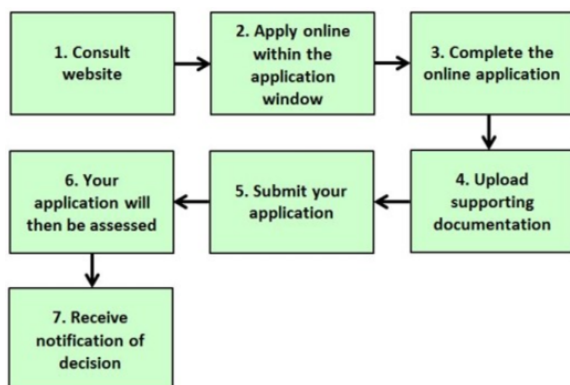 1. Consult
website
2. Apply online
within the
application
window
3. Complete the
online application
4. Upload
supporting
documentation
5. Submit your
application
6. Your
application will
then be assessed
7. Receive
notification of
decision